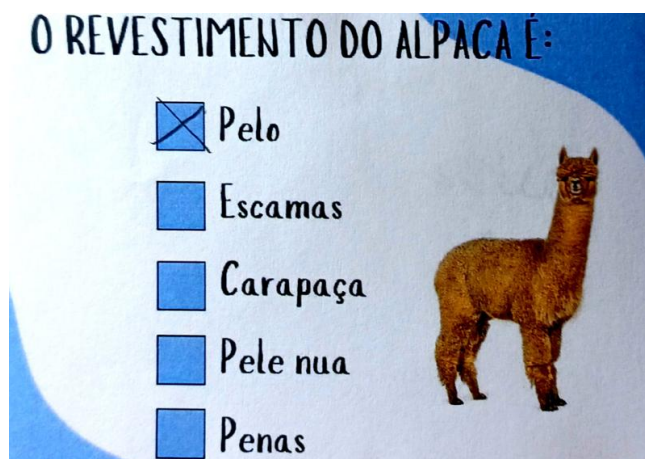 O REVESTIMENTO DO ALPACA É:
Pelo
Escamas
Carapaça
Pele nua
Penas